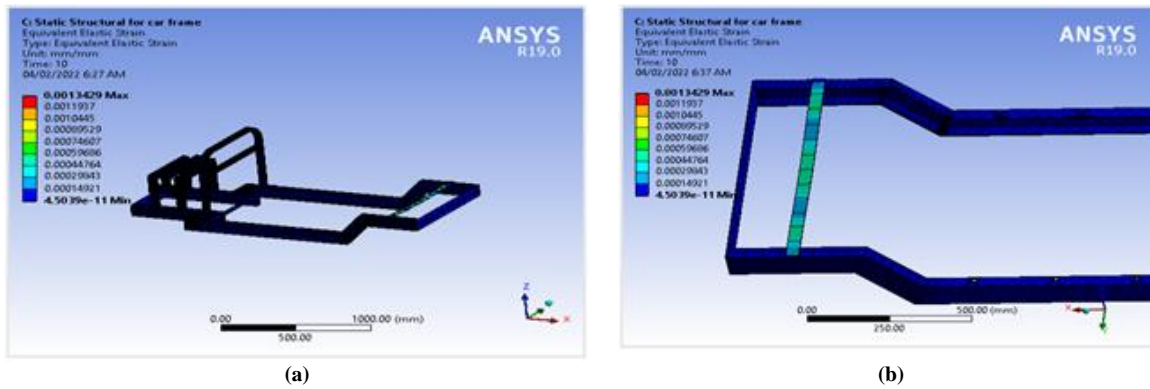 C: Static Structural for car frame
Equivalent Elastic Strain
Type: Equivalent Elastic Strain
Unit: mm/mm
Time: 10
04/02/2022 6:27 AM
ANSYS
R19.0
0.0013429 Max
0.0011937
0.0010445
0.00089529
0.00074607
0.00059686
0.00044764
0.00029843
0.00014921
4.5039e-11 Min
0.00
1000.00 (mm)
500.00
Z
X
(a)
C: Static Structural for car frame
Equivalent Elastic Strain
Type: Equivalent Elastic Strain
Unit: mm/mm
Time: 10
04/02/2022 6:37 AM
ANSYS
R19.0
0.0013429 Max
0.0011937
0.0010445
0.00089529
0.00074607
0.00059686
0.00044764
0.00029843
0.00014921
4.5039e-11 Min
0.00
500.00 (mm)
250.00
X
(b)